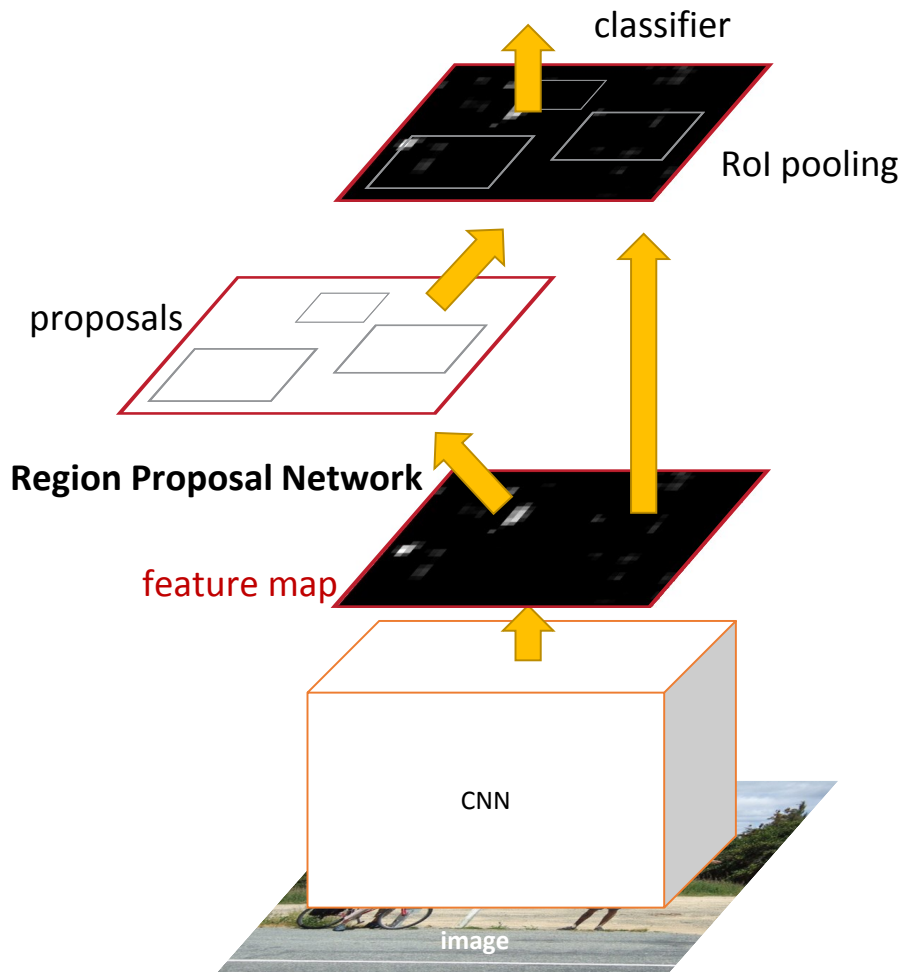 classifier
RoI pooling
proposals
Region Proposal Network
feature map
CNN
image